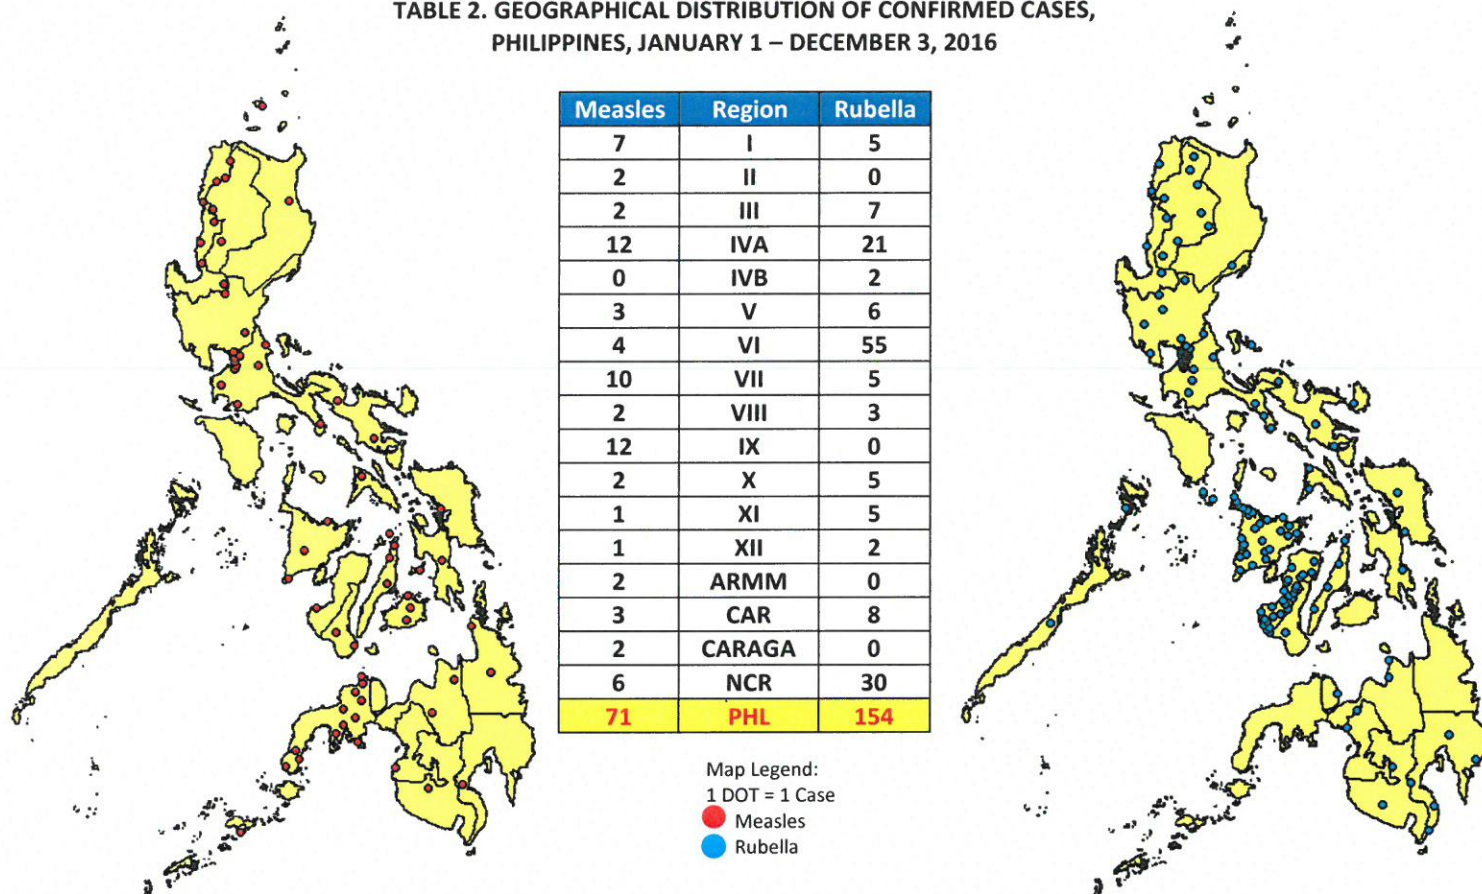 TABLE 2. GEOGRAPHICAL DISTRIBUTION OF CONFIRMED CASES,
PHILIPPINES, JANUARY 1 – DECEMBER 3, 2016
Measles Region Rubella
7 I 5
2 II 0
2 III 7
12 IVA 21
0 IVB 2
3 V 6
4 VI 55
10 VII 5
2 VIII 3
12 IX 0
2 X 5
1 XI 5
1 XII 2
2 ARMM 0
3 CAR 8
2 CARAGA 0
6 NCR 30
71 PHL 154
Map Legend:
1 DOT = 1 Case
Measles
Rubella